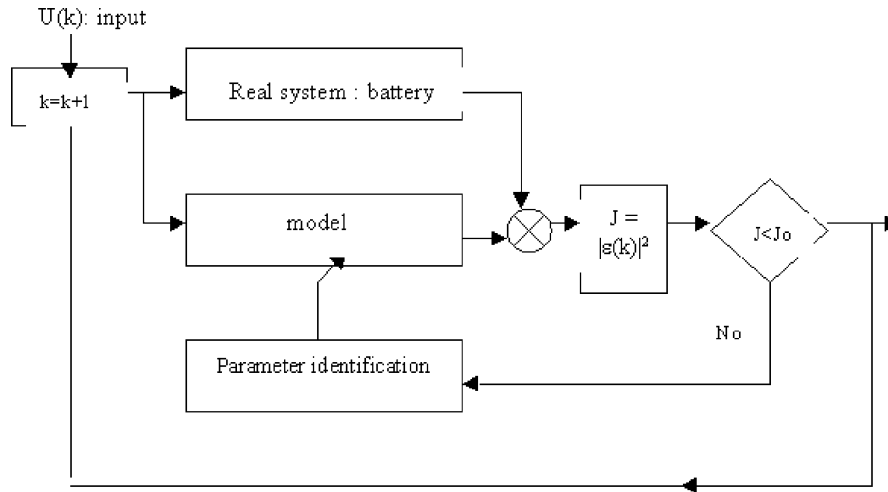 U(k): input
k=k+1
Real system : battery
model
J =
|ε(k)|²
J<Jo
No
Parameter identification